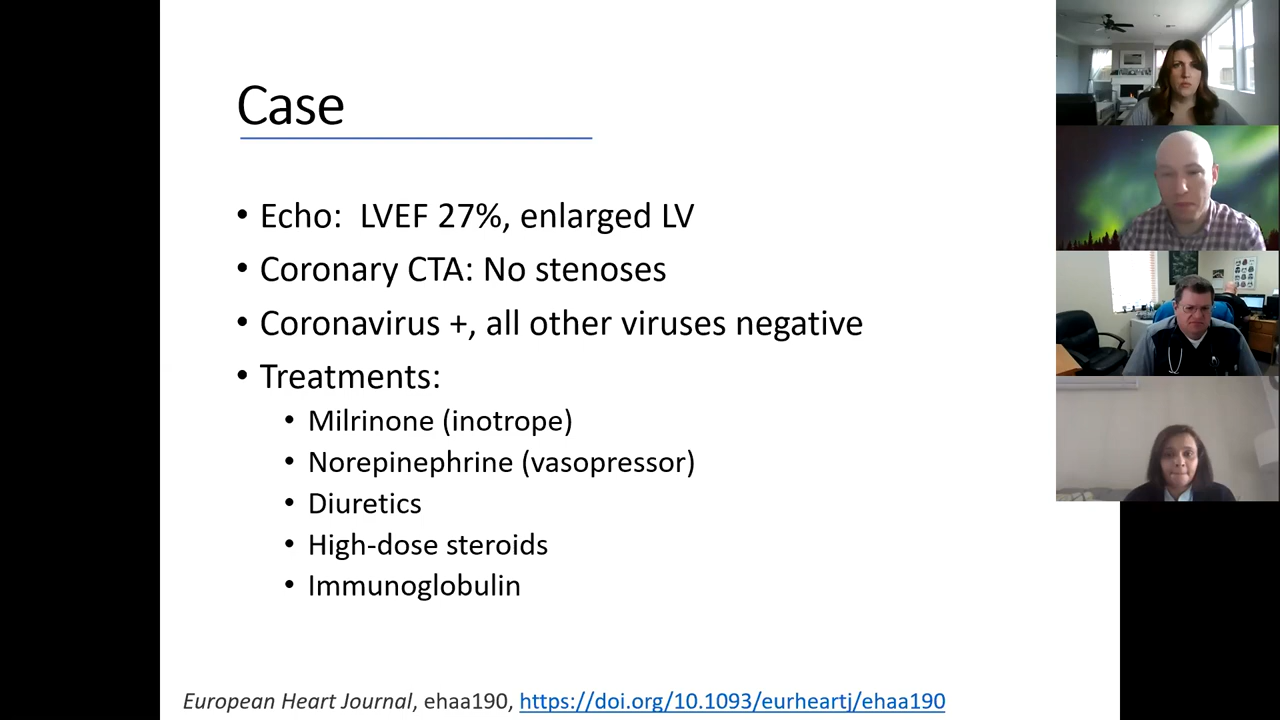 Case
• Echo:  LVEF 27%, enlarged LV
• Coronary CTA: No stenoses
• Coronavirus +, all other viruses negative
• Treatments:
• Milrinone (inotrope)
• Norepinephrine (vasopressor)
• Diuretics
• High-dose steroids
• Immunoglobulin
European Heart Journal, ehaa190, https://doi.org/10.1093/eurheartj/ehaa190